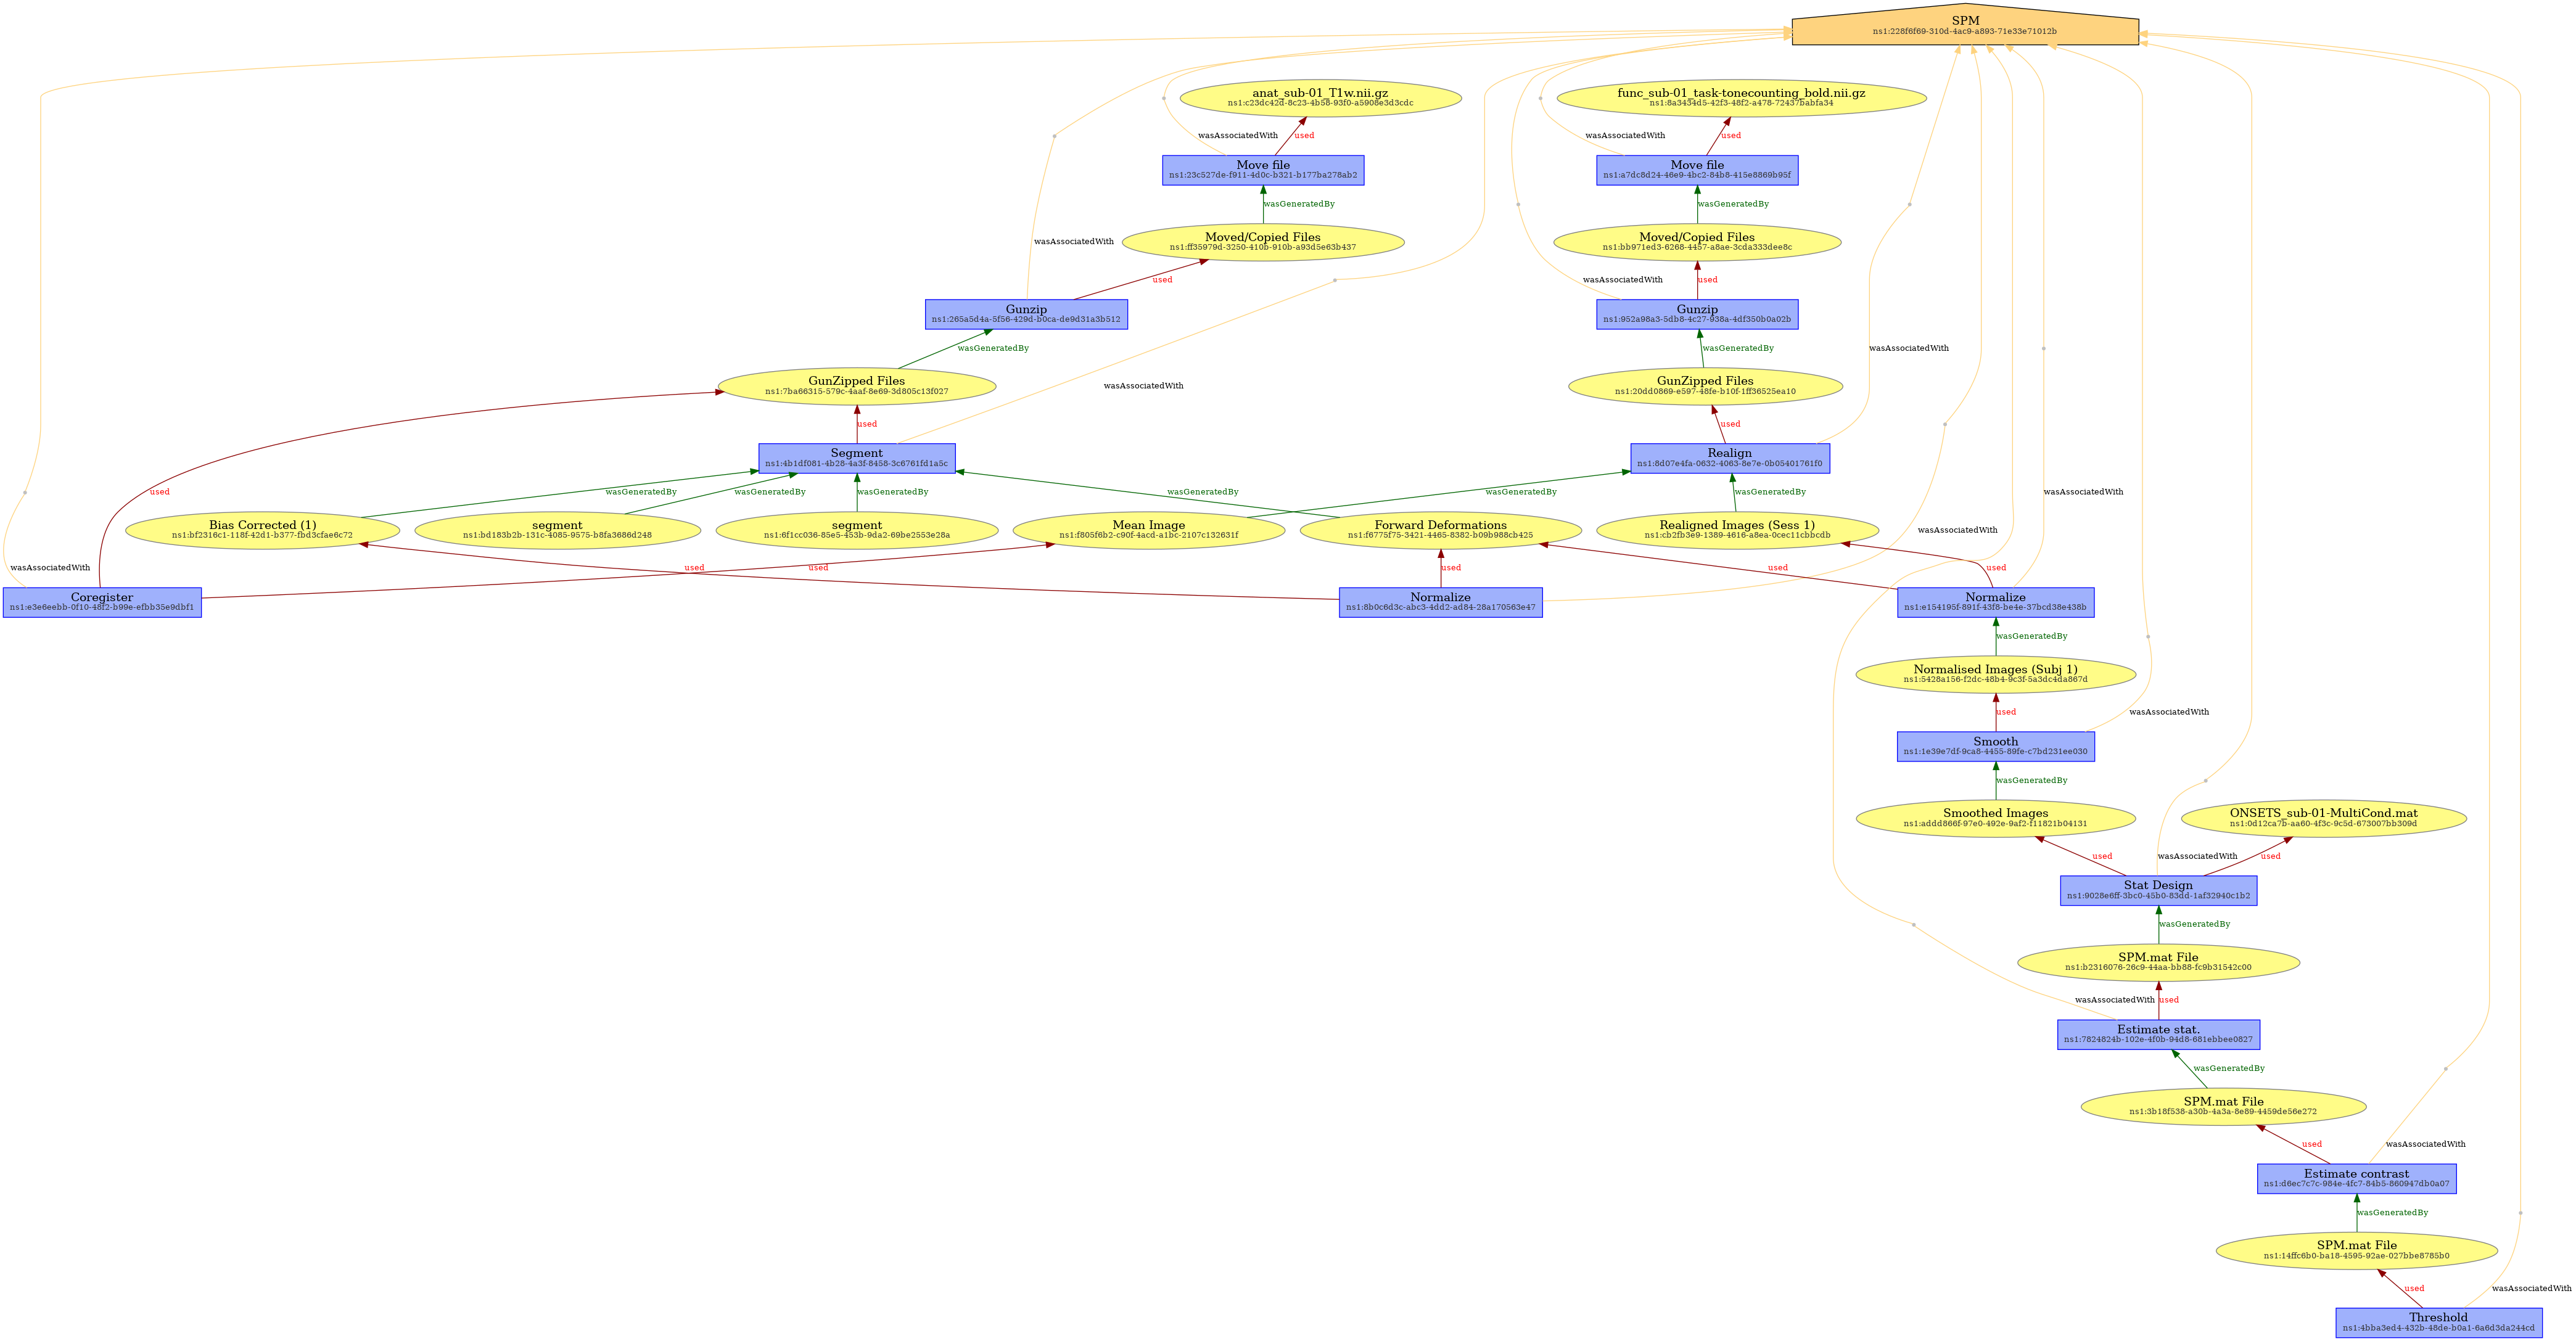 SPM
ns1:228f6f69-310d-4ac9-a893-71e33e71012b
anat_sub-01_T1w.nii.gz
ns1:c23dc42d-8c23-4b58-93f0-a5908e3d3cdc
func_sub-01_task-tonecounting_bold.nii.gz
ns1:8a3434d5-42f3-48f2-a478-72437babfa34
wasAssociatedWith
used
wasAssociatedWith
used
Move file
ns1:23c527de-f911-4d0c-b321-b177ba278ab2
Move file
ns1:a7dc8d24-46e9-4bc2-84b8-415e8869b95f
wasGeneratedBy
wasGeneratedBy
wasAssociatedWith
Moved/Copied Files
ns1:ff35979d-3250-410b-910b-a93d5e63b437
Moved/Copied Files
ns1:bb971ed3-6268-4457-a8ae-3cda333dee8c
used
wasAssociatedWith
used
Gunzip
ns1:265a5d4a-5f56-429d-b0ca-de9d31a3b512
Gunzip
ns1:952a98a3-5db8-4c27-938a-4df350b0a02b
wasGeneratedBy
wasGeneratedBy
wasAssociatedWith
GunZipped Files
ns1:7ba66315-579c-4aaf-8e69-3d805c13f027
wasAssociatedWith
GunZipped Files
ns1:20dd0869-e597-48fe-b10f-1ff36525ea10
used
used
Segment
ns1:4b1df081-4b28-4a3f-8458-3c6761fd1a5c
Realign
ns1:8d07e4fa-0632-4063-8e7e-0b05401761f0
used
wasGeneratedBy
wasGeneratedBy
wasGeneratedBy
wasGeneratedBy
wasGeneratedBy
wasGeneratedBy
wasAssociatedWith
Bias Corrected (1)
ns1:bf2316c1-118f-42d1-b377-fbd3cfae6c72
segment
ns1:bd183b2b-131c-4085-9575-b8fa3686d248
segment
ns1:6f1cc036-85e5-453b-9da2-69be2553e28a
Mean Image
ns1:f805f6b2-c90f-4acd-a1bc-2107c132631f
Forward Deformations
ns1:f6775f75-3421-4465-8382-b09b988cb425
Realigned Images (Sess 1)
ns1:cb2fb3e9-1389-4616-a8ea-0cec11cbbcdb
wasAssociatedWith
wasAssociatedWith
used
used
used
used
used
Coregister
ns1:e3e6eebb-0f10-48f2-b99e-efbb35e9dbf1
Normalize
ns1:8b0c6d3c-abc3-4dd2-ad84-28a170563e47
Normalize
ns1:e154195f-891f-43f8-be4e-37bcd38e438b
wasGeneratedBy
Normalised Images (Subj 1)
ns1:5428a156-f2dc-48b4-9c3f-5a3dc4da867d
used
wasAssociatedWith
Smooth
ns1:1e39e7df-9ca8-4455-89fe-c7bd231ee030
wasGeneratedBy
Smoothed Images
ns1:addd866f-97e0-492e-9af2-f11821b04131
ONSETS_sub-01-MultiCond.mat
ns1:0d12ca7b-aa60-4f3c-9c5d-673007bb309d
used
wasAssociatedWith
used
Stat Design
ns1:9028e6ff-3bc0-45b0-83dd-1af32940c1b2
wasGeneratedBy
SPM.mat File
ns1:b2316076-26c9-44aa-bb88-fc9b31542c00
wasAssociatedWith
used
Estimate stat.
ns1:7824824b-102e-4f0b-94d8-681ebbee0827
wasGeneratedBy
SPM.mat File
ns1:3b18f538-a30b-4a3a-8e89-4459de56e272
used
wasAssociatedWith
Estimate contrast
ns1:d6ec7c7c-984e-4fc7-84b5-860947db0a07
wasGeneratedBy
SPM.mat File
ns1:14ffc6b0-ba18-4595-92ae-027bbe8785b0
used
wasAssociatedWith
Threshold
ns1:4bba3ed4-432b-48de-b0a1-6a6d3da244cd